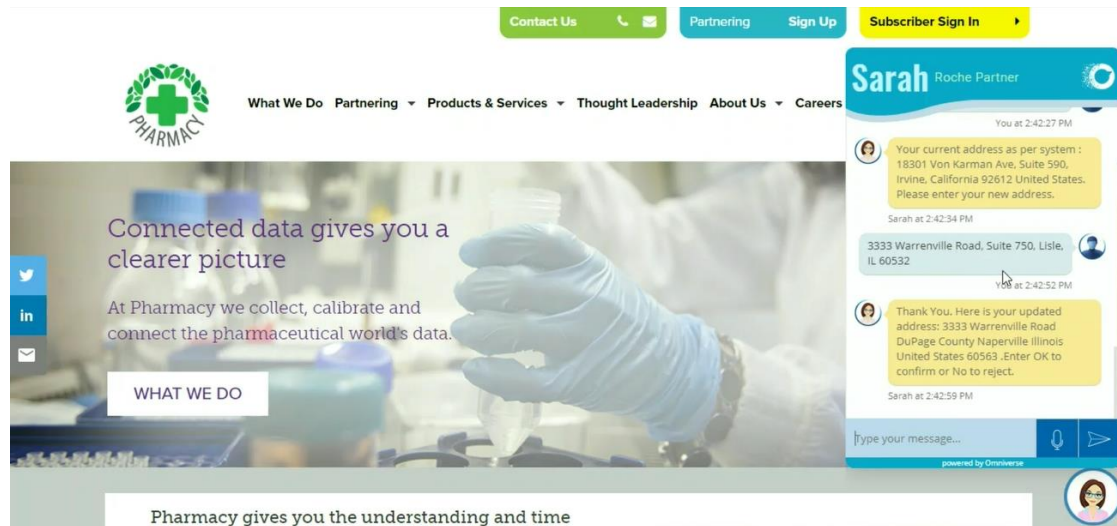 Contact Us
Partnering Sign Up
Subscriber Sign In
PHARMACY
What We Do Partnering Products & Services Thought Leadership About Us Careers
Connected data gives you a
clearer picture
At Pharmacy we collect, calibrate and
connect the pharmaceutical world's data.
WHAT WE DO
in
Pharmacy gives you the understanding and time
Sarah Roche Partner
You at 2:42:27 PM
Your current address as per system :
18301 Von Karman Ave, Suite 590,
Irvine, California 92612 United States.
Please enter your new address.
Sarah at 2:42:34 PM
3333 Warrenville Road, Suite 750, Lisle,
IL 60532
You at 2:42:52 PM
Thank You. Here is your updated
address: 3333 Warrenville Road
DuPage County Naperville Illinois
United States 60563 .Enter OK to
confirm or No to reject.
Sarah at 2:42:59 PM
Type your message...
powered by Omniverse